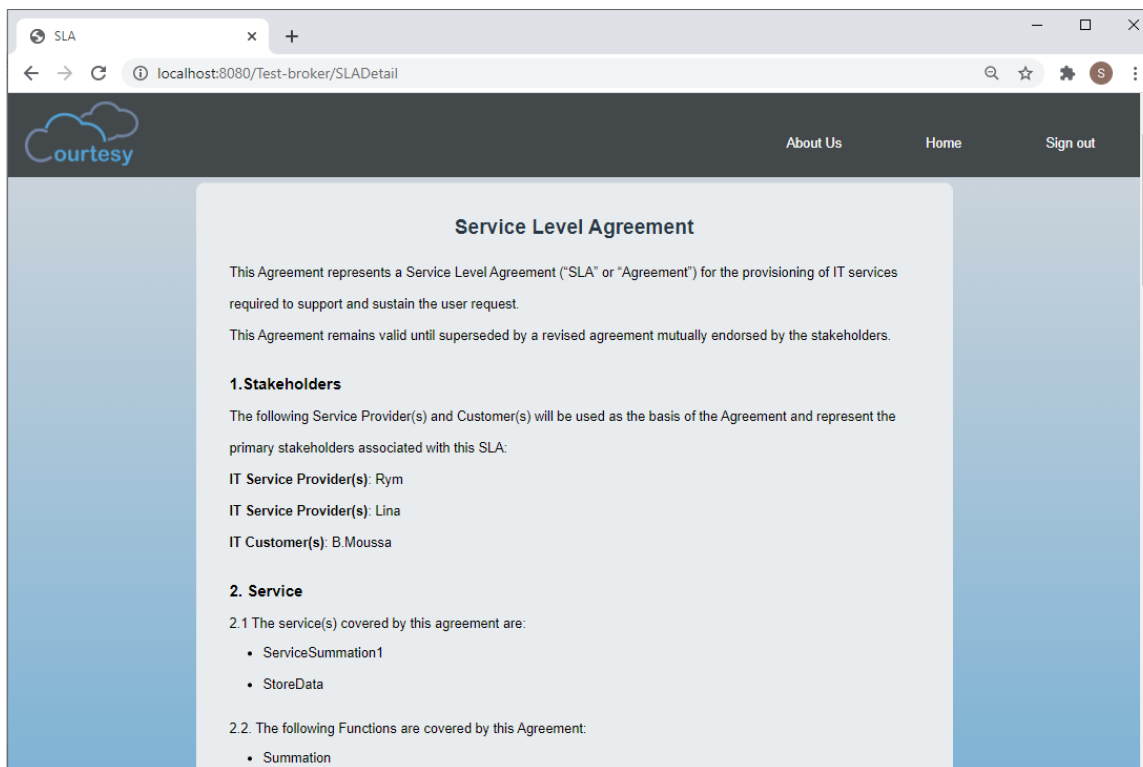 SLA
localhost:8080/Test-broker/SLADetail
S
Courtesy
About Us Home Sign out
Service Level Agreement
This Agreement represents a Service Level Agreement (“SLA” or “Agreement”) for the provisioning of IT services
required to support and sustain the user request.
This Agreement remains valid until superseded by a revised agreement mutually endorsed by the stakeholders.
1.Stakeholders
The following Service Provider(s) and Customer(s) will be used as the basis of the Agreement and represent the
primary stakeholders associated with this SLA:
IT Service Provider(s): Rym
IT Service Provider(s): Lina
IT Customer(s): B.Moussa
2. Service
2.1 The service(s) covered by this agreement are:
• ServiceSummation1
• StoreData
2.2. The following Functions are covered by this Agreement:
• Summation